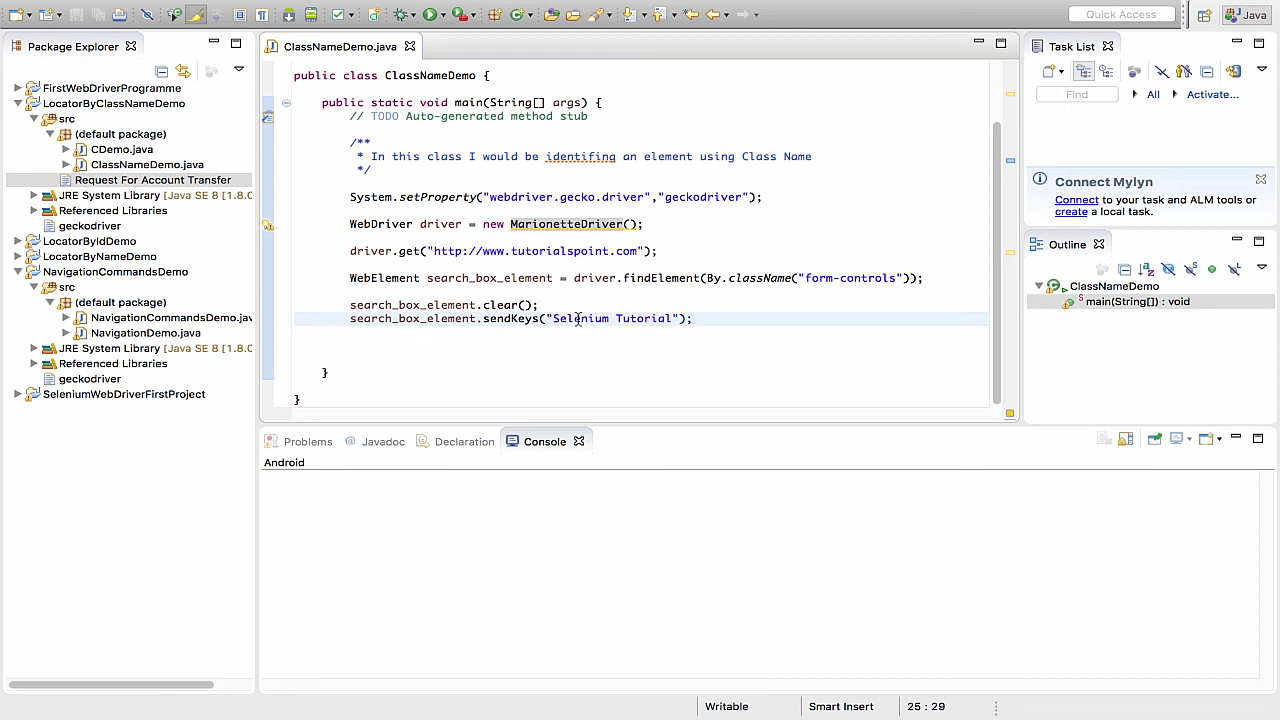 Quick Access
Java
Package Explorer
FirstWebDriverProgramme
LocatorByClassNameDemo
src
(default package)
CDemo.java
ClassNameDemo.java
Request For Account Transfer
JRE System Library [Java SE 8 [1.8.0
Referenced Libraries
geckodriver
LocatorByIdDemo
LocatorByNameDemo
NavigationCommandsDemo
src
(default package)
NavigationCommandsDemo.jav
NavigationDemo.java
JRE System Library [Java SE 8 [1.8.0
Referenced Libraries
geckodriver
SeleniumWebDriverFirstProject
ClassNameDemo.java
public class ClassNameDemo {
public static void main(String[] args) {
// TODO Auto-generated method stub
/**
* In this class I would be identifing an element using Class Name
*/
System.setProperty("webdriver.gecko.driver","geckodriver");
WebDriver driver = new MarionetteDriver();
driver.get("http://www.tutorialspoint.com");
WebElement search_box_element = driver.findElement(By.className("form-controls"));
search_box_element.clear();
search_box_element.sendKeys("Selenium Tutorial");
}
}
Task List
Find
All
Activate...
Connect Mylyn
Connect to your task and ALM tools or
create a local task.
Outline
ClassNameDemo
main(String[]) : void
Problems
Javadoc
Declaration
Console
Android
Writable
Smart Insert
25 : 29